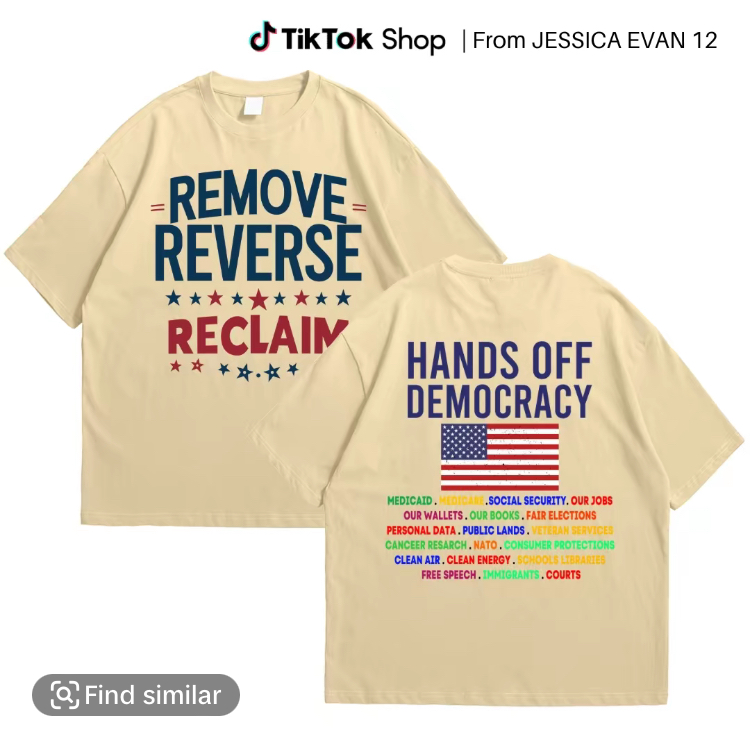 TikTok Shop | From JESSICA EVAN 12
REMOVE
REVERSE
RECLAIM
HANDS OFF
DEMOCRACY
MEDICAID . MEDICARE .SOCIAL SECURITY. OUR JOBS
OUR WALLETS . OUR BOOKS . FAIR ELECTIONS
PERSONAL DATA . PUBLIC LANDS . VETERAN SERVICES
CANCEER RESARCH . NATO . CONSUMER PROTECTIONS
CLEAN AIR . CLEAN ENERGY . SCHOOLS LIBRARIES
FREE SPEECH . IMMIGRANTS . COURTS
Find similar